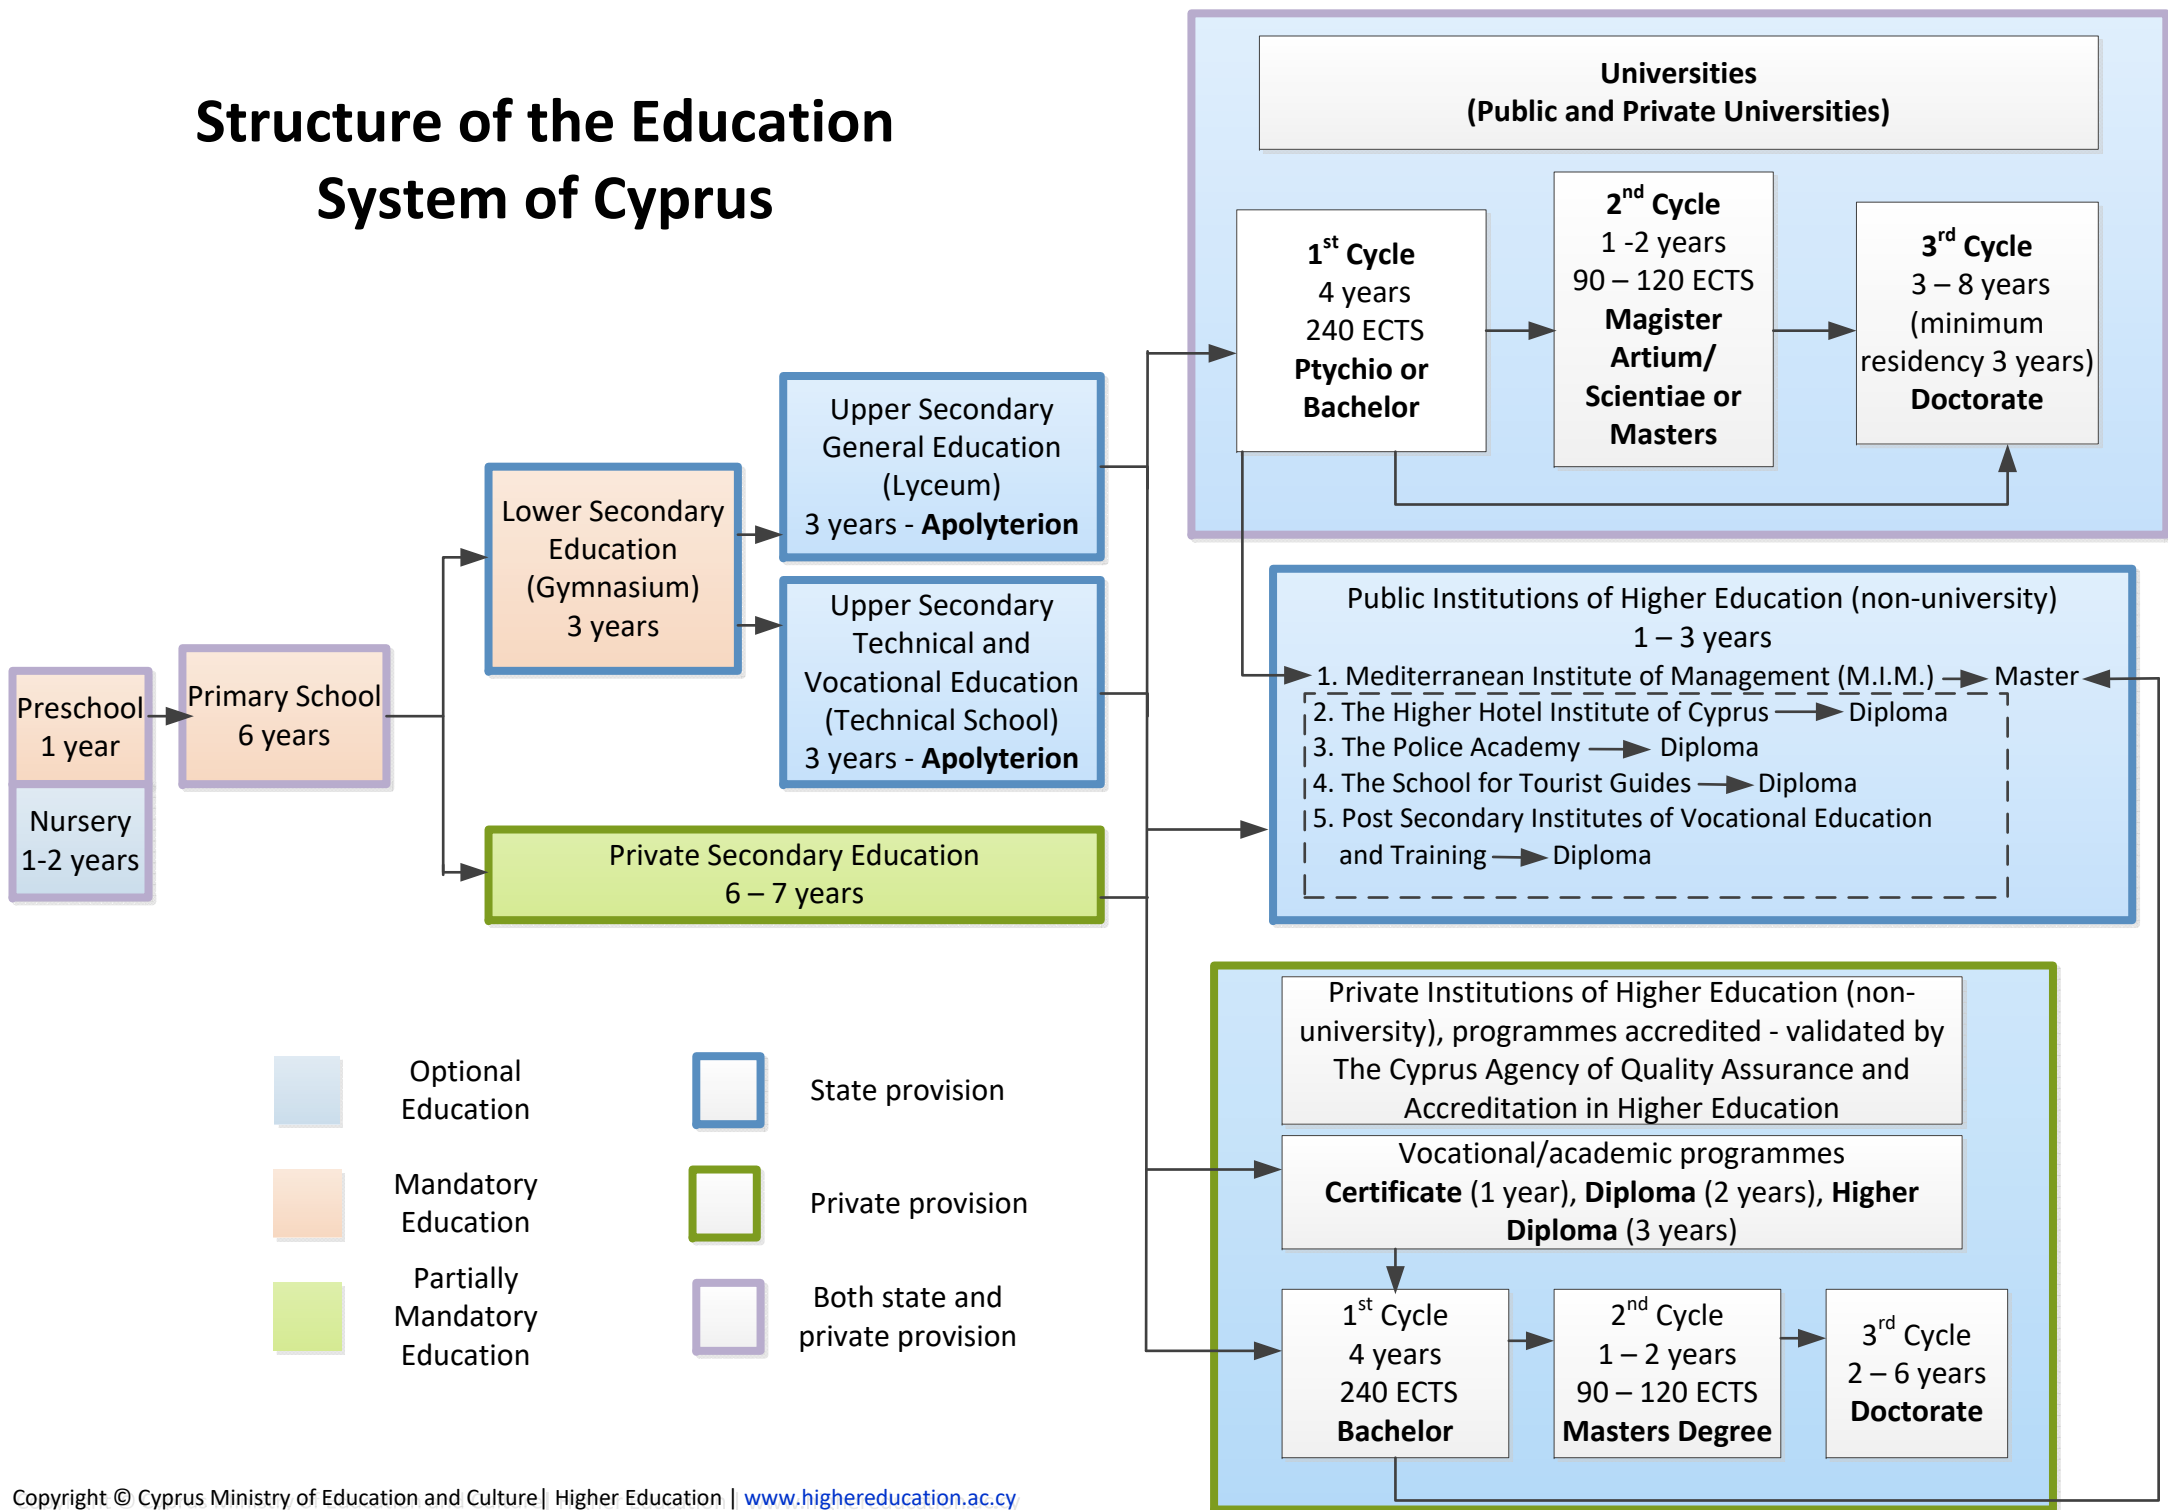 Structure of the Education
System of Cyprus
Universities
(Public and Private Universities)
1st Cycle
4 years
240 ECTS
Ptychio or
Bachelor
2nd Cycle
1 -2 years
90 – 120 ECTS
Magister
Artium/
Scientiae or
Masters
3rd Cycle
3 – 8 years
(minimum
residency 3 years)
Doctorate
Upper Secondary
General Education
(Lyceum)
3 years - Apolyterion
Lower Secondary
Education
(Gymnasium)
3 years
Upper Secondary
Technical and
Vocational Education
(Technical School)
3 years - Apolyterion
Preschool
1 year
Nursery
1-2 years
Primary School
6 years
Private Secondary Education
6 – 7 years
Public Institutions of Higher Education (non-university)
1 – 3 years
1. Mediterranean Institute of Management (M.I.M.) Master
2. The Higher Hotel Institute of Cyprus Diploma
3. The Police Academy Diploma
4. The School for Tourist Guides Diploma
5. Post Secondary Institutes of Vocational Education
and Training Diploma
Private Institutions of Higher Education (non-
university), programmes accredited - validated by
The Cyprus Agency of Quality Assurance and
Accreditation in Higher Education
Vocational/academic programmes
Certificate (1 year), Diploma (2 years), Higher
Diploma (3 years)
1st Cycle
4 years
240 ECTS
Bachelor
2nd Cycle
1 – 2 years
90 – 120 ECTS
Masters Degree
3rd Cycle
2 – 6 years
Doctorate
Optional
Education
Mandatory
Education
Partially
Mandatory
Education
State provision
Private provision
Both state and
private provision
Copyright © Cyprus Ministry of Education and Culture| Higher Education | www.highereducation.ac.cy